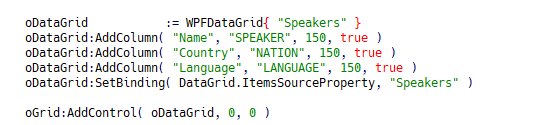 oDataGrid           := WPFDataGrid{ "Speakers" }
oDataGrid:AddColumn( "Name", "SPEAKER", 150, true )
oDataGrid:AddColumn( "Country", "NATION", 150, true )
oDataGrid:AddColumn( "Language", "LANGUAGE", 150, true )
oDataGrid:SetBinding( DataGrid.ItemsSourceProperty, "Speakers" )
oGrid:AddControl( oDataGrid, 0, 0 )